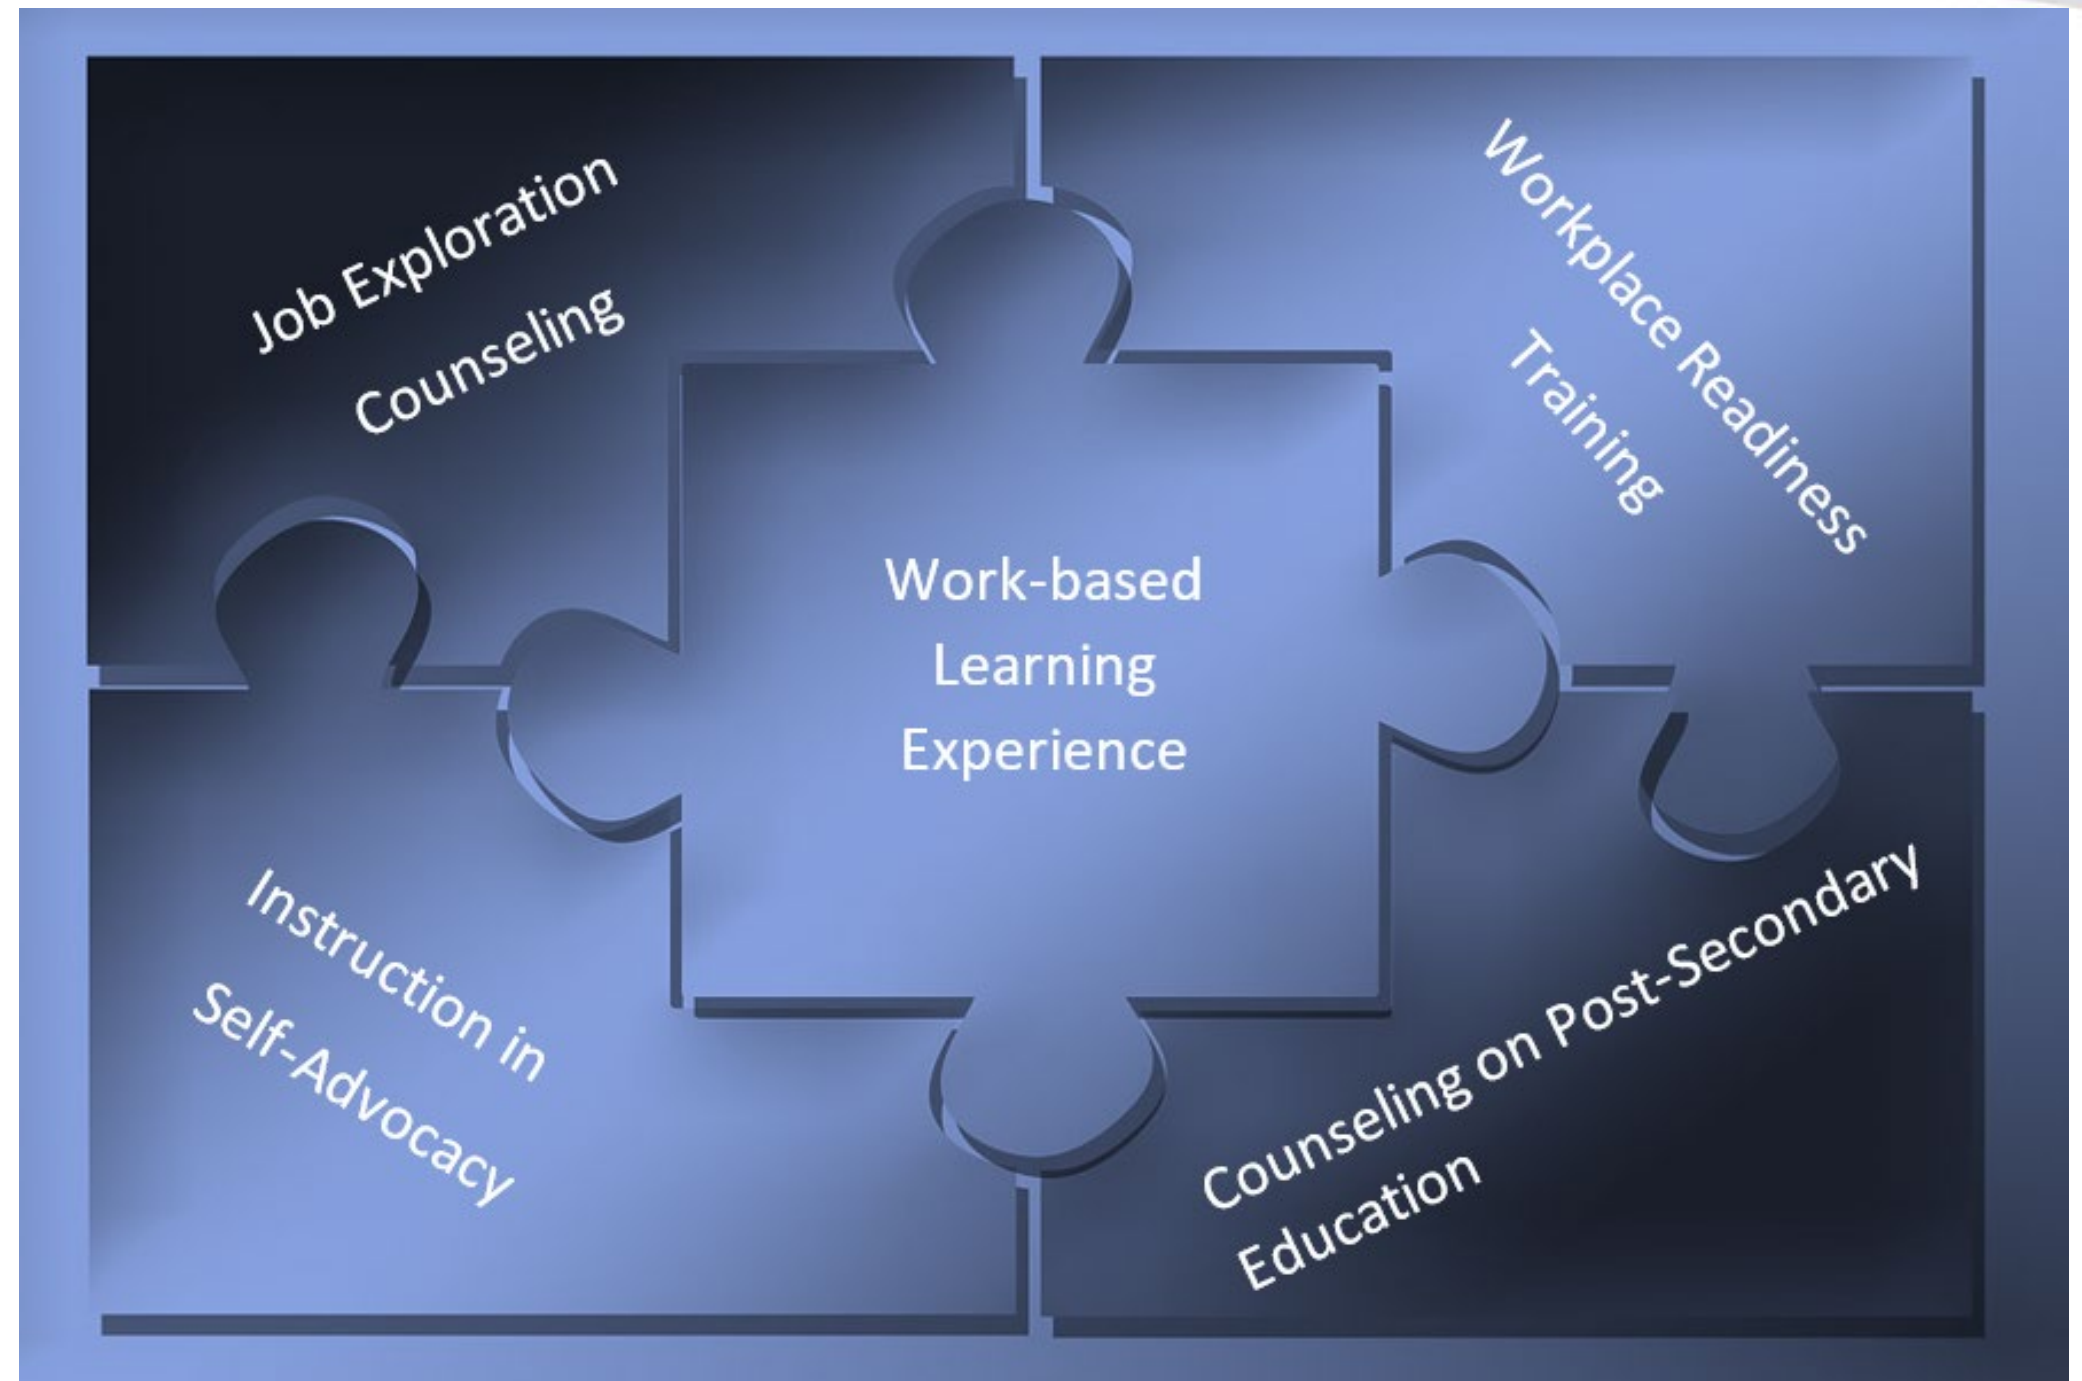 Job Exploration
Counseling
Workplace Readiness
Training
Work-based
Learning
Experience
Instruction in
Self-Advocacy
Counseling on Post-Secondary
Education